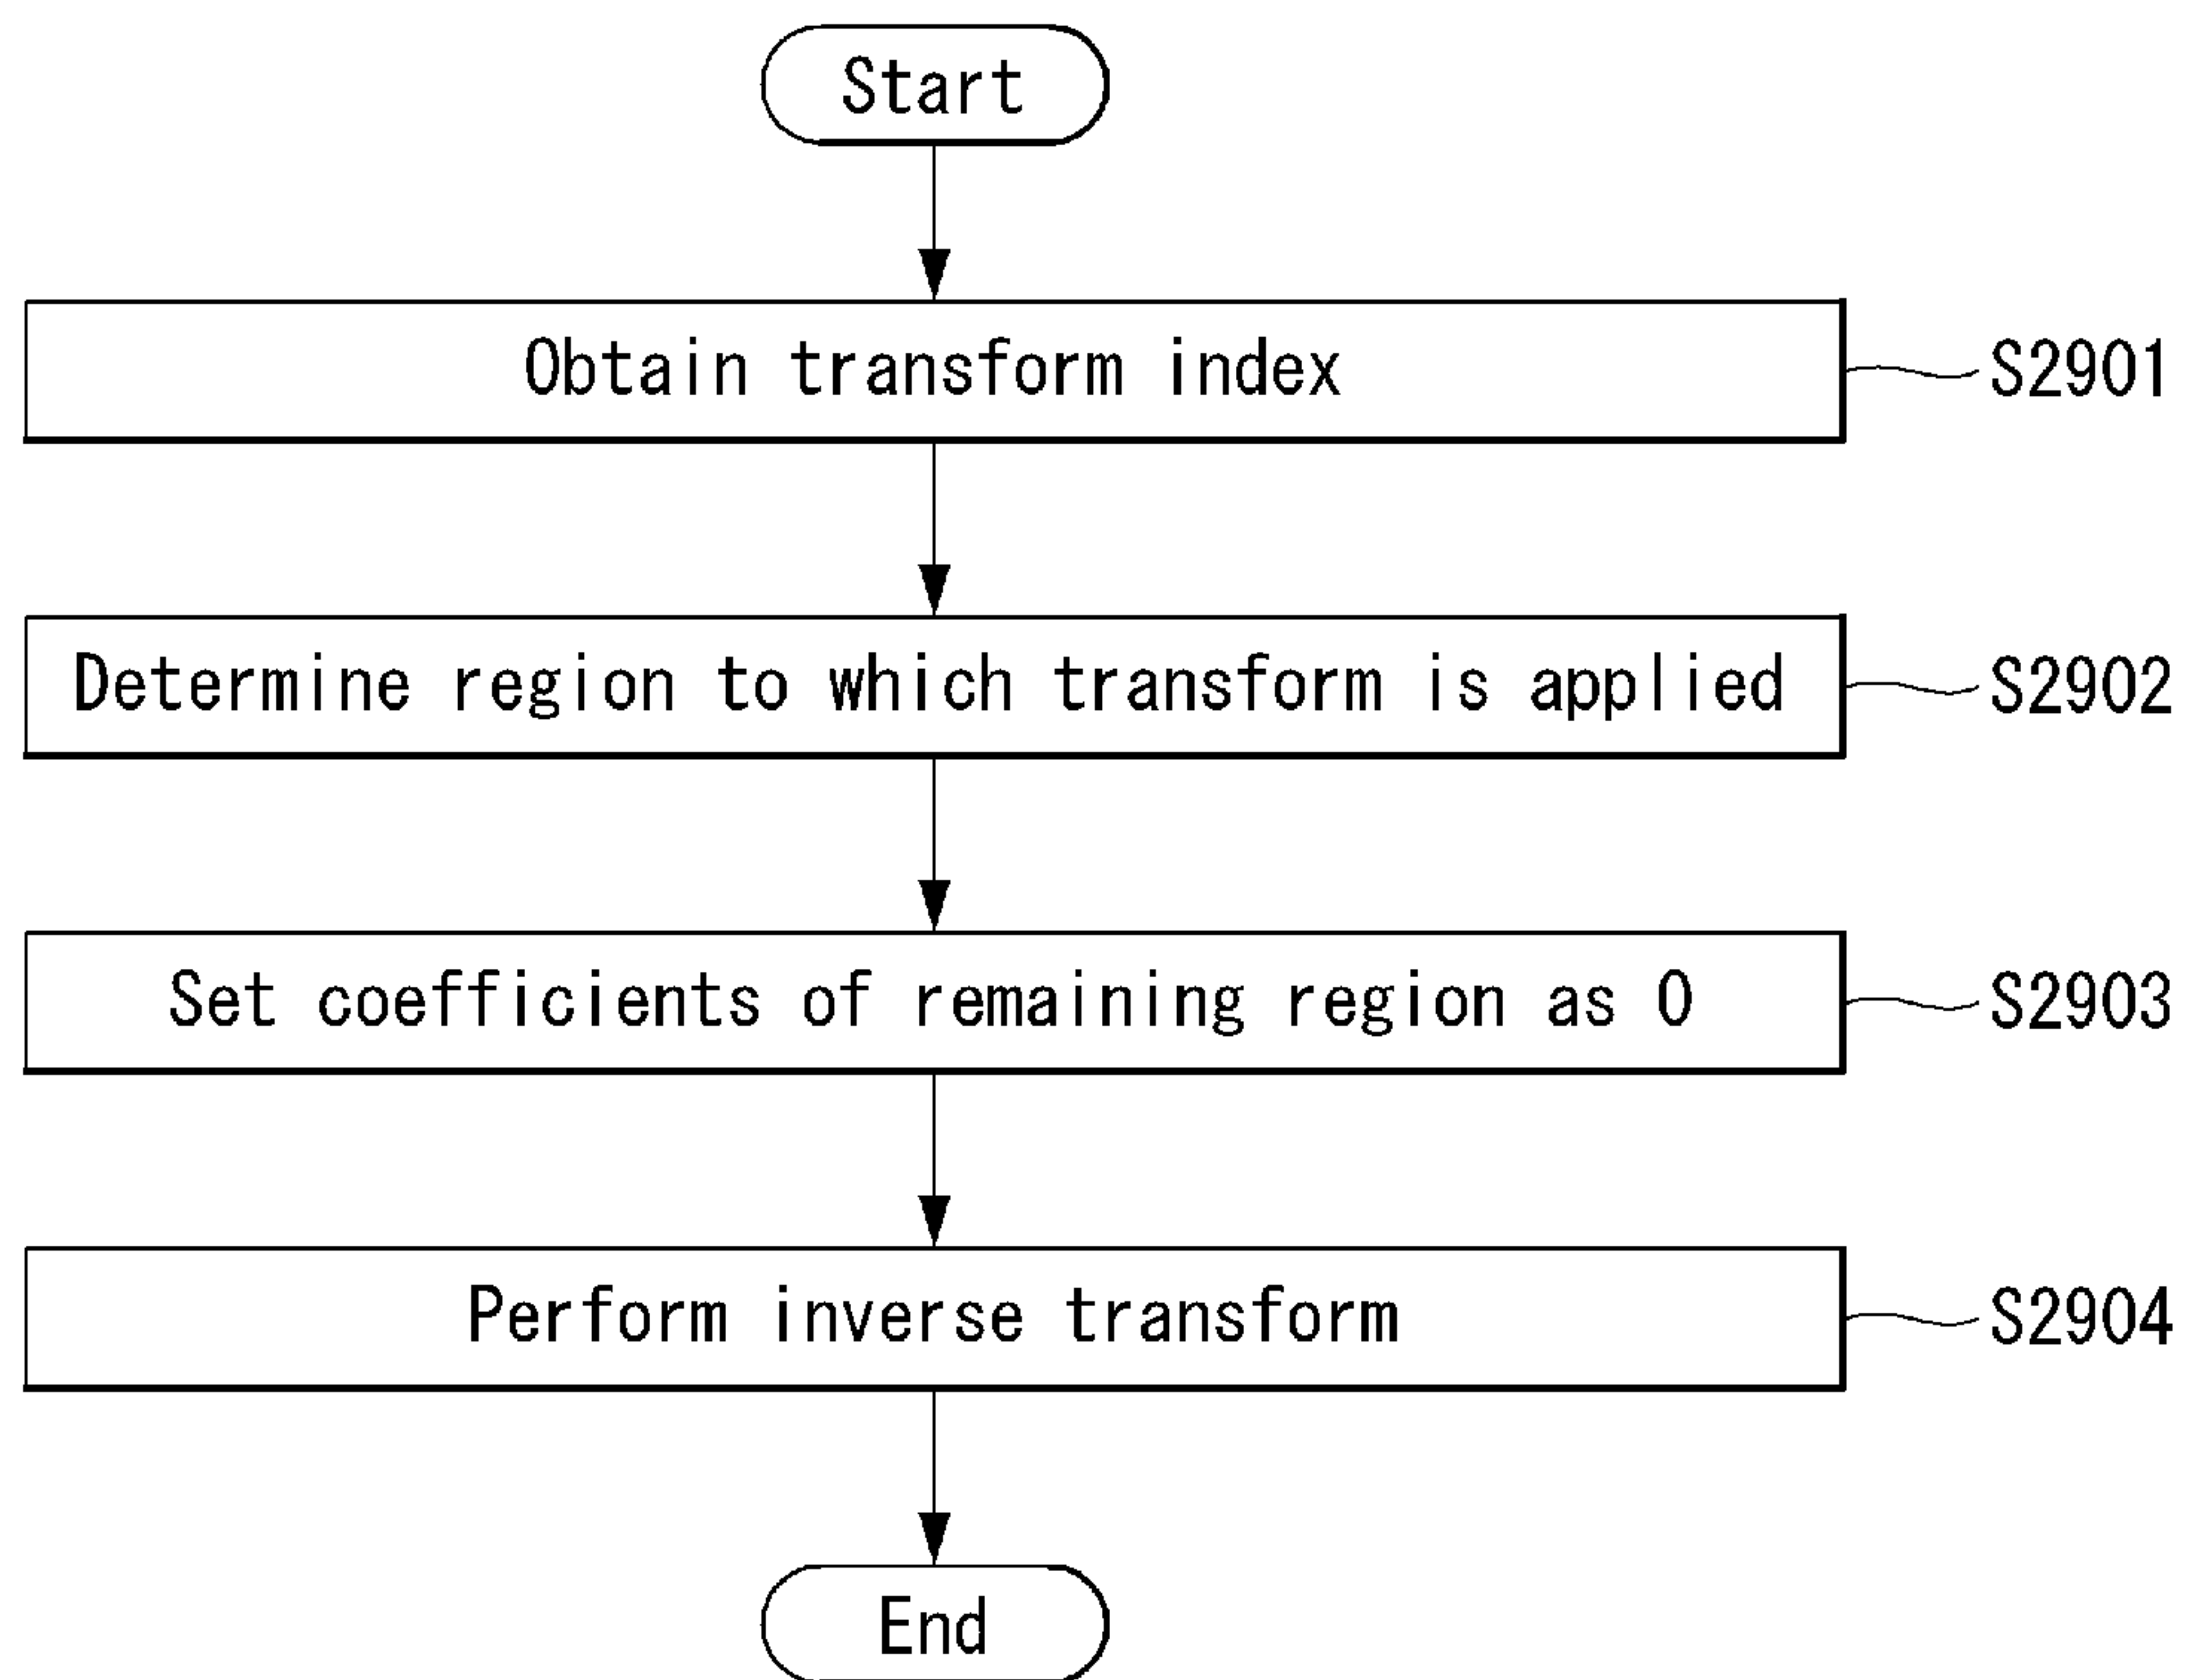 Start
Obtain transform index
S2901
Determine region to which transform is applied
S2902
Set coefficients of remaining region as 0
S2903
Perform inverse transform
S2904
End